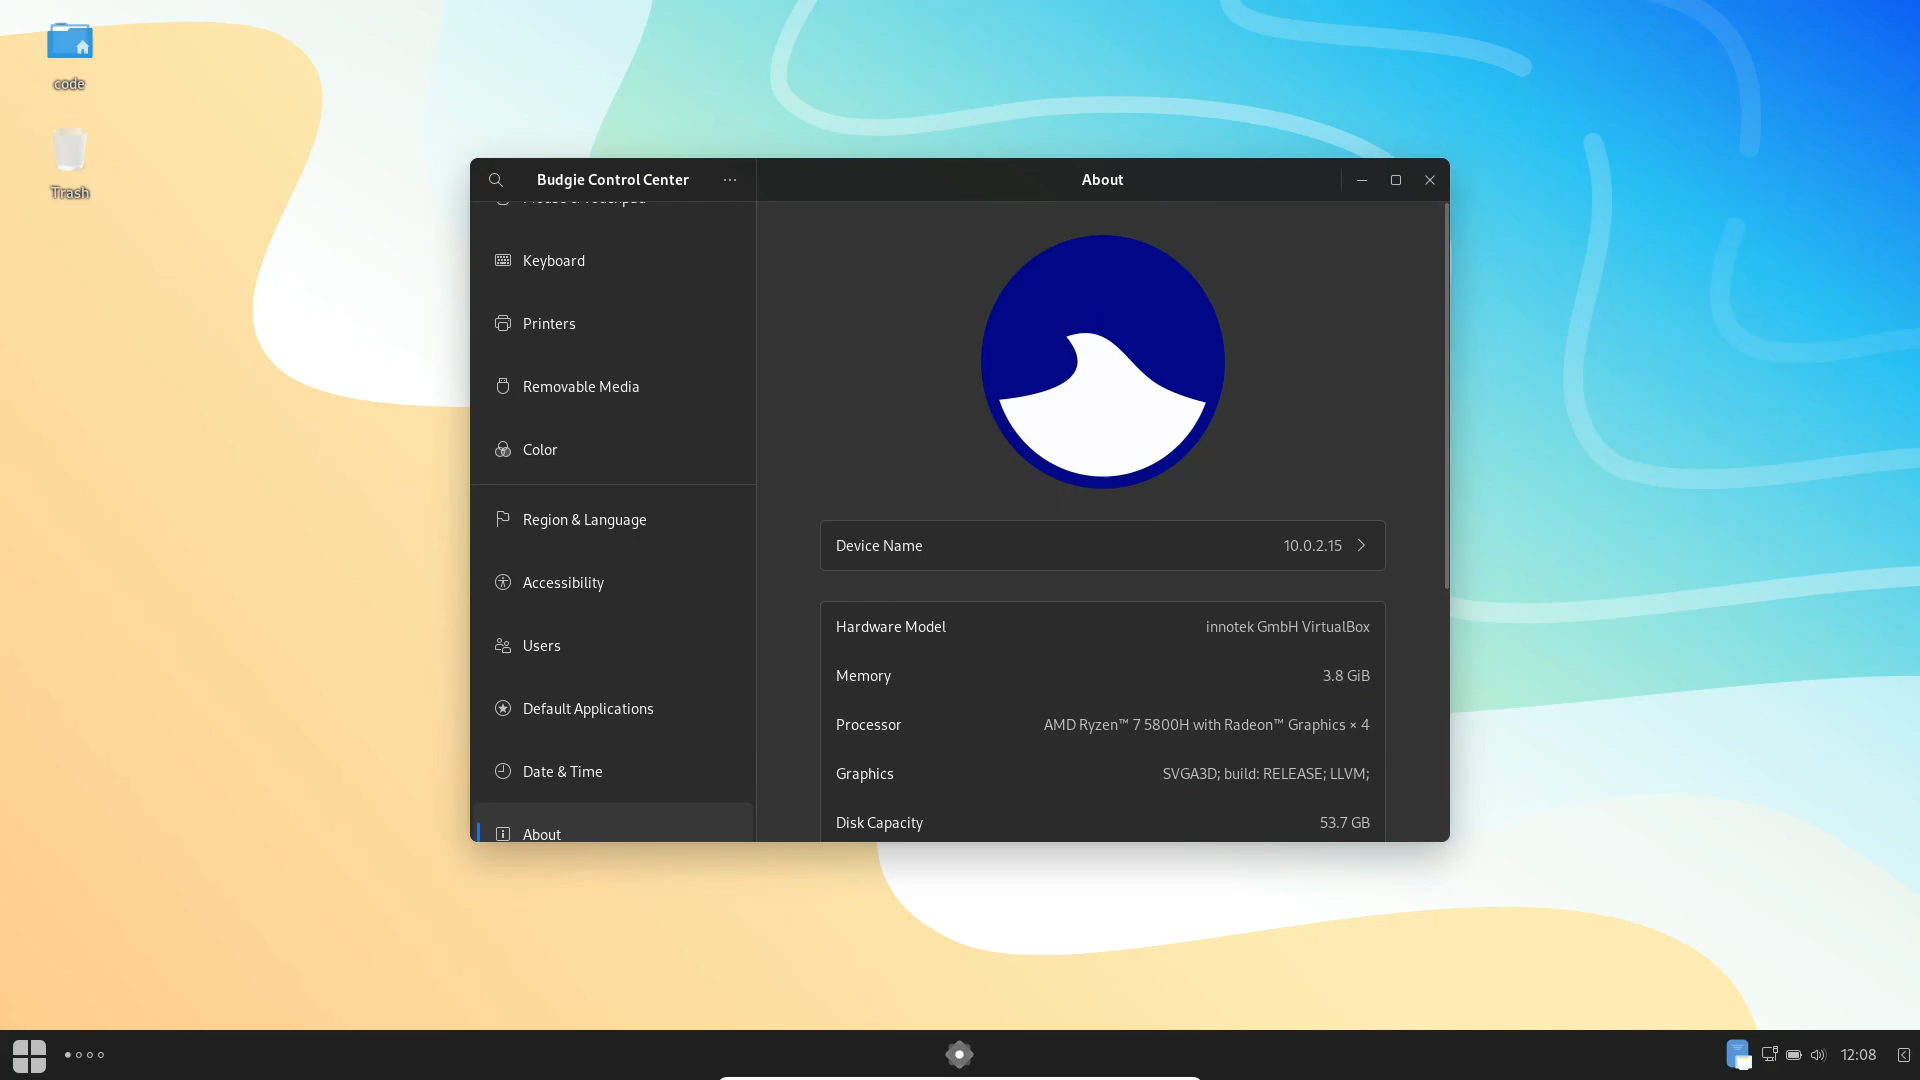 code
Trash
Budgie Control Center
About
Mouse & Touchpad
Keyboard
Printers
Removable Media
Color
Region & Language
Accessibility
Users
Default Applications
Date & Time
About
Device Name 10.0.2.15
Hardware Model innotek GmbH VirtualBox
Memory 3.8 GiB
Processor AMD Ryzen™ 7 5800H with Radeon™ Graphics × 4
Graphics SVGA3D; build: RELEASE; LLVM;
Disk Capacity 53.7 GB
12:08